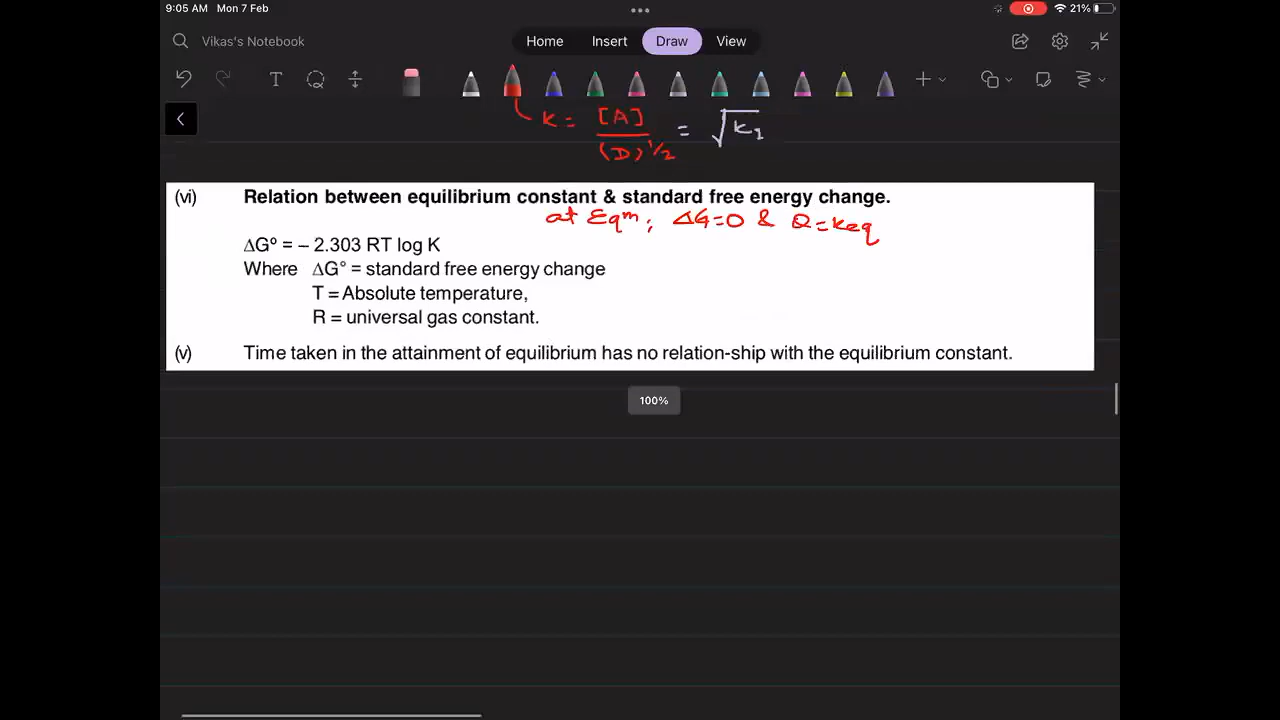 9:05 AM Mon 7 Feb
21%
Vikas's Notebook
Home Insert Draw View
K = [A] / (D)^1/2 = √K₁
(vi) Relation between equilibrium constant & standard free energy change.
at Eqᵐ; ΔG=0 & Q=Keq
ΔGº = – 2.303 RT log K
Where ΔG° = standard free energy change
T = Absolute temperature,
R = universal gas constant.
(v) Time taken in the attainment of equilibrium has no relation-ship with the equilibrium constant.
100%